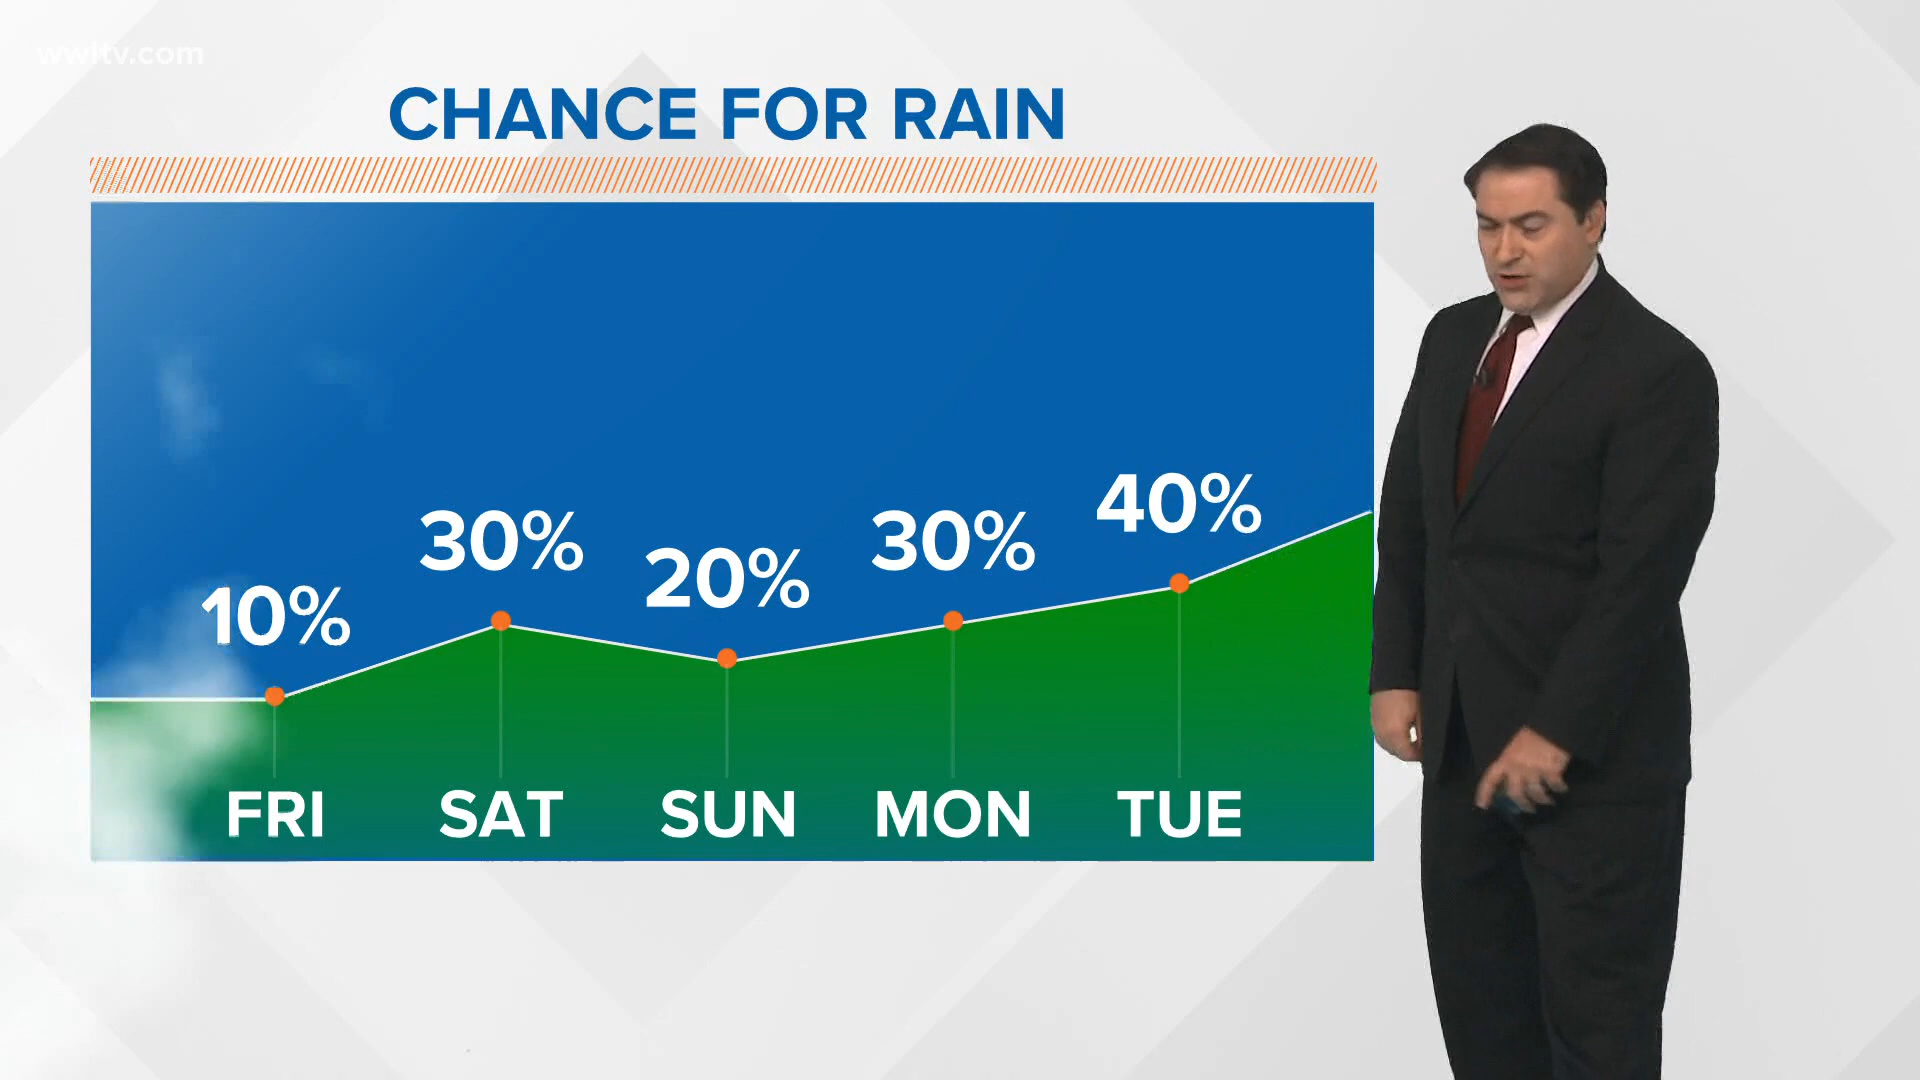 wwltv.com
CHANCE FOR RAIN
10% 30% 20% 30% 40%
FRI SAT SUN MON TUE